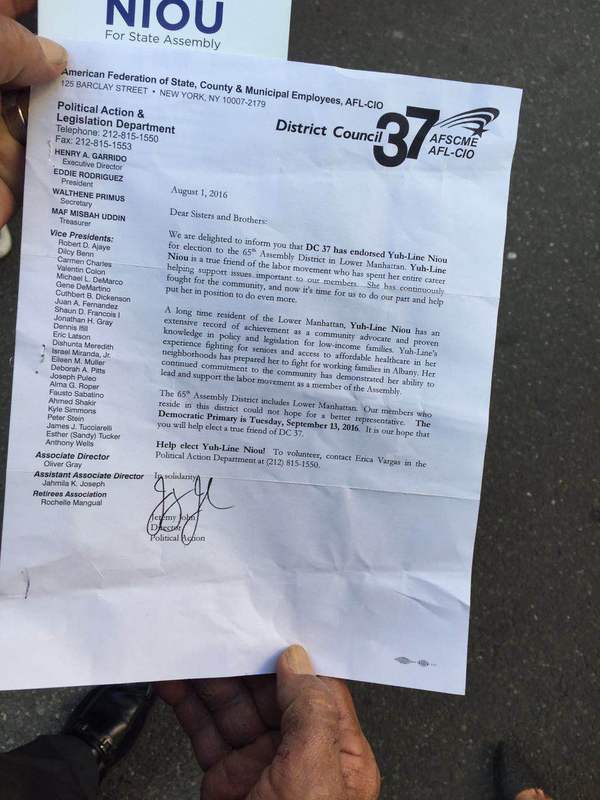 NIOU
For State Assembly
American Federation of State, County & Municipal Employees, AFL-CIO
125 BARCLAY STREET • NEW YORK, NY 10007-2179
Political Action &
Legislation Department
Telephone: 212-815-1550
Fax: 212-815-1553
District Council 37
AFSCME
AFL-CIO
HENRY A. GARRIDO
Executive Director
EDDIE RODRIGUEZ
President
WALTHENE PRIMUS
Secretary
MAF MISBAH UDDIN
Treasurer
Vice Presidents:
Robert D. Ajaye
Dilcy Benn
Carmen Charles
Valentin Colon
Michael L. DeMarco
Gene DeMartino
Cuthbert B. Dickenson
Juan A. Fernandez
Shaun D. Francois I
Jonathan H. Gray
Dennis Ifill
Eric Latson
Dishunta Meredith
Israel Miranda, Jr.
Eileen M. Muller
Deborah A. Pitts
Joseph Puleo
Alma G. Roper
Fausto Sabatino
Ahmed Shakir
Kyle Simmons
Peter Stein
James J. Tucciarelli
Esther (Sandy) Tucker
Anthony Wells
Associate Director
Oliver Gray
Assistant Associate Director
Jahmila K. Joseph
Retirees Association
Rochelle Mangual
August 1, 2016
Dear Sisters and Brothers:
We are delighted to inform you that DC 37 has endorsed Yuh-Line Niou
for election to the 65th Assembly District in Lower Manhattan. Yuh-Line
Niou is a true friend of the labor movement who has spent her entire career
helping support issues important to our members. She has continuously
fought for the community, and now it's time for us to do our part and help
put her in position to do even more.
A long time resident of the Lower Manhattan, Yuh-Line Niou has an
extensive record of achievement as a community advocate and proven
knowledge in policy and legislation for low-income families. Yuh-Line's
experience fighting for seniors and access to affordable healthcare in her
neighborhoods has prepared her to fight for working families in Albany. Her
continued commitment to the community has demonstrated her ability to
lead and support the labor movement as a member of the Assembly.
The 65th Assembly District includes Lower Manhattan. Our members who
reside in this district could not hope for a better representative. The
Democratic Primary is Tuesday, September 13, 2016. It is our hope that
you will help elect a true friend of DC 37.
Help elect Yuh-Line Niou! To volunteer, contact Erica Vargas in the
Political Action Department at (212) 815-1550.
In solidarity,
Jeremy John
Director
Political Action